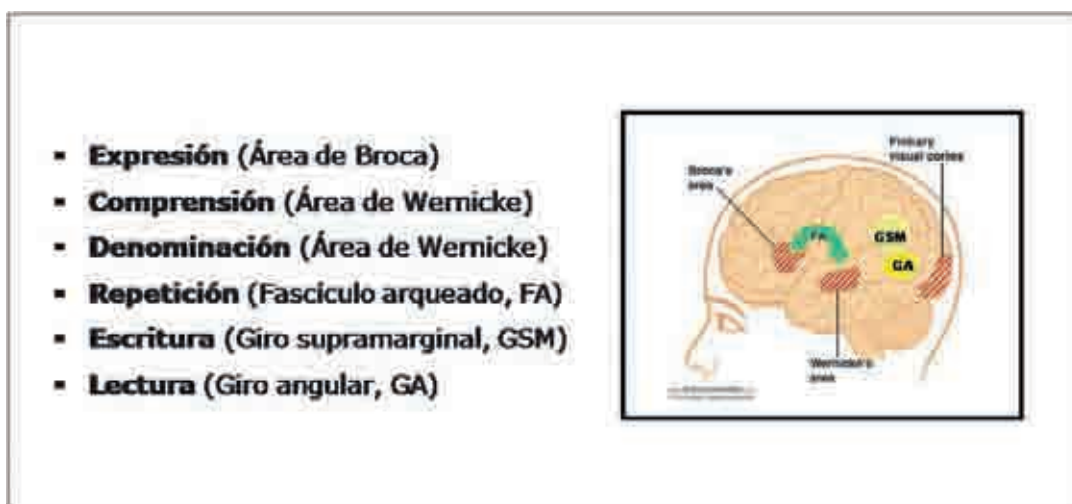 ▪ Expresión (Área de Broca)
▪ Comprensión (Área de Wernicke)
▪ Denominación (Área de Wernicke)
▪ Repetición (Fascículo arqueado, FA)
▪ Escritura (Giro supramarginal, GSM)
▪ Lectura (Giro angular, GA)
Primary
visual cortex
Broca's
area
FA
GSM
GA
Wernicke's
area